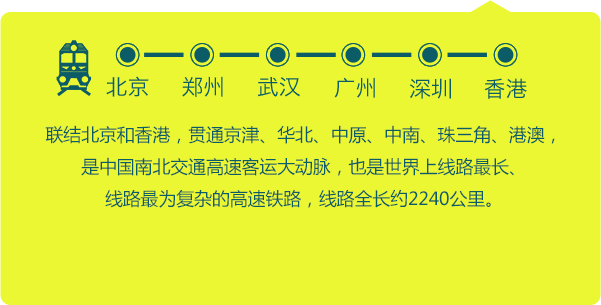 北京 郑州 武汉 广州 深圳 香港
联结北京和香港，贯通京津、华北、中原、中南、珠三角、港澳，
是中国南北交通高速客运大动脉，也是世界上线路最长、
线路最为复杂的高速铁路，线路全长约2240公里。